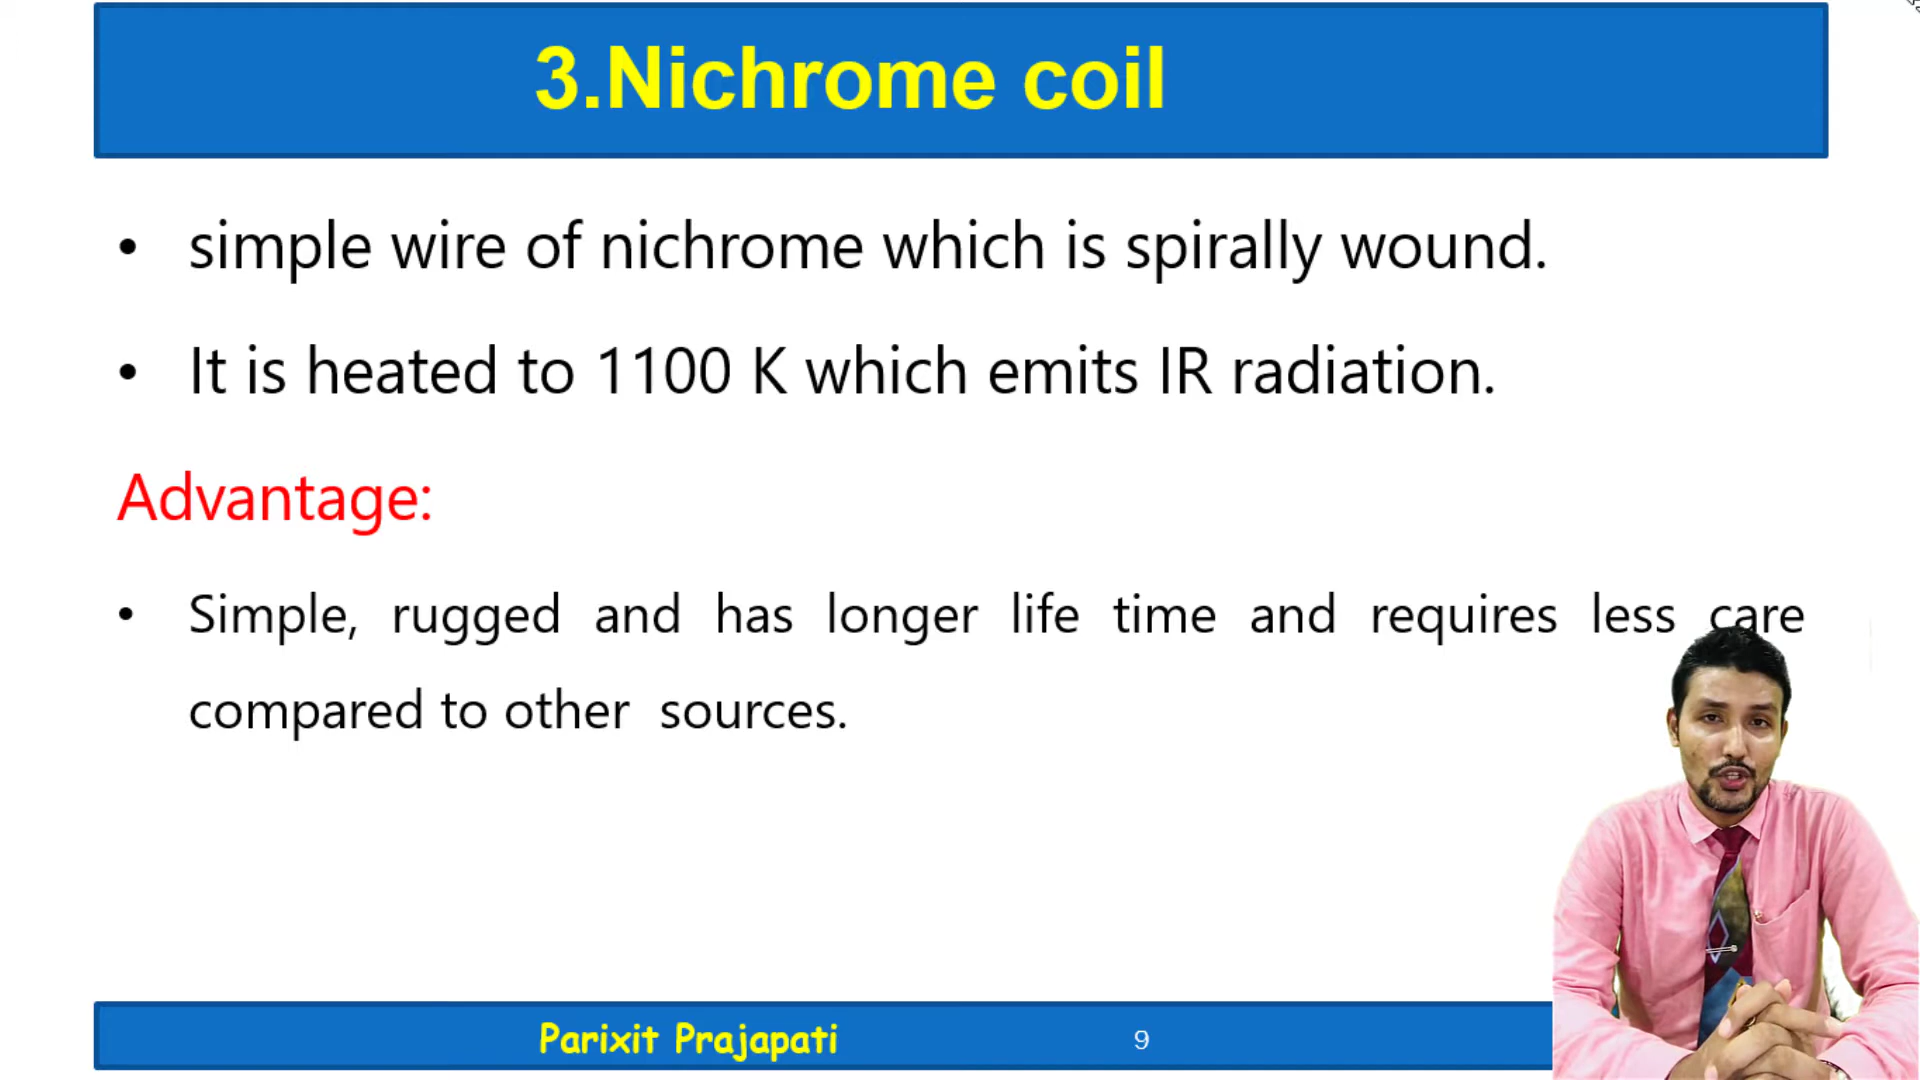 3.Nichrome coil
• simple wire of nichrome which is spirally wound.
• It is heated to 1100 K which emits IR radiation.
Advantage:
• Simple, rugged and has longer life time and requires less care
compared to other sources.
Parixit Prajapati 9